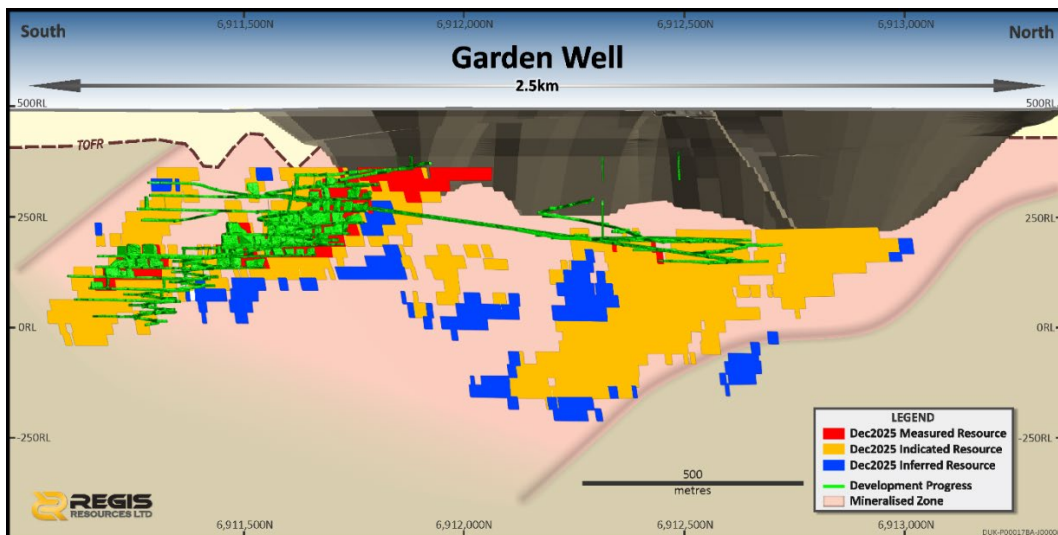 6,911,500N 6,912,000N 6,912,500N 6,913,000N
South North
Garden Well
2.5km
500RL 500RL
TOFR
250RL 250RL
0RL 0RL
-250RL -250RL
LEGEND
Dec2025 Measured Resource
Dec2025 Indicated Resource
Dec2025 Inferred Resource
Development Progress
Mineralised Zone
500
metres
REGIS
RESOURCES LTD
6,911,500N 6,912,000N 6,912,500N 6,913,000N